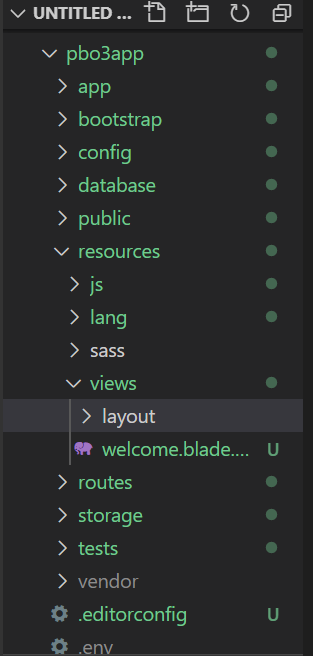 UNTITLED ...
pbo3app
app
bootstrap
config
database
public
resources
js
lang
sass
views
layout
welcome.blade.... U
routes
storage
tests
vendor
.editorconfig U
.env